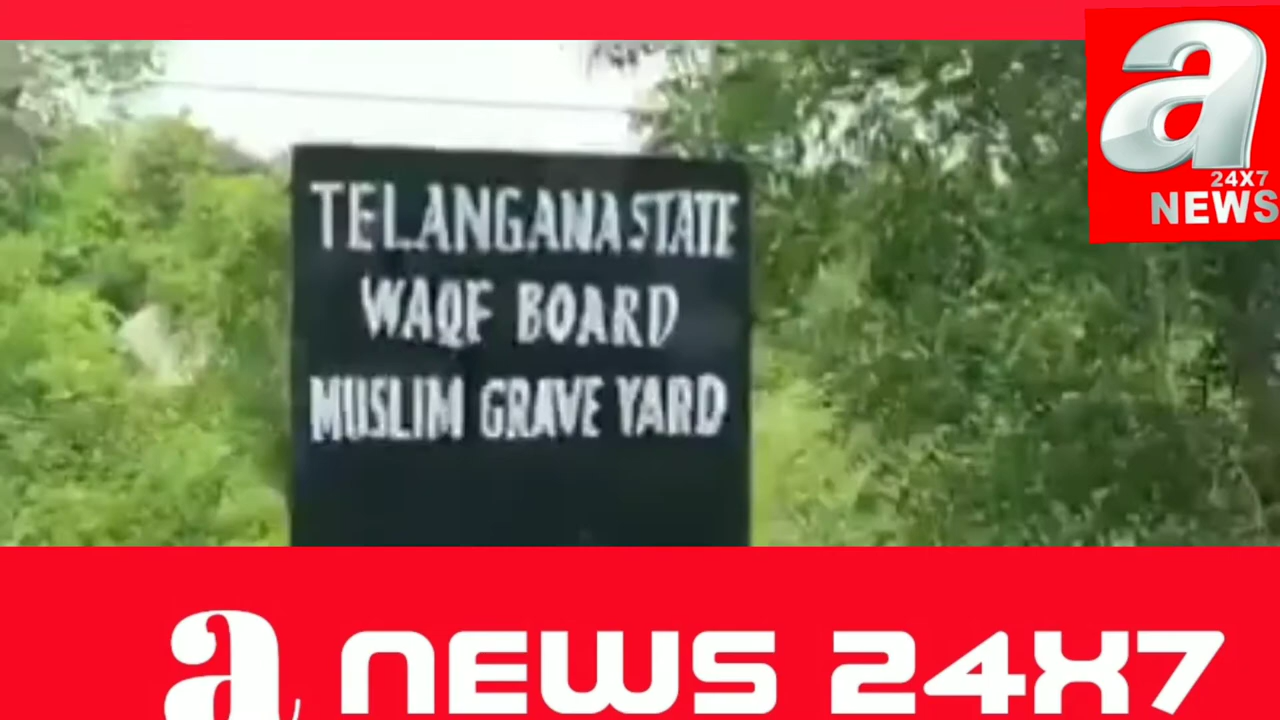 a
24X7
NEWS
TELANGANA STATE
WAQF BOARD
MUSLIM GRAVE YARD
a NEWS 24X7